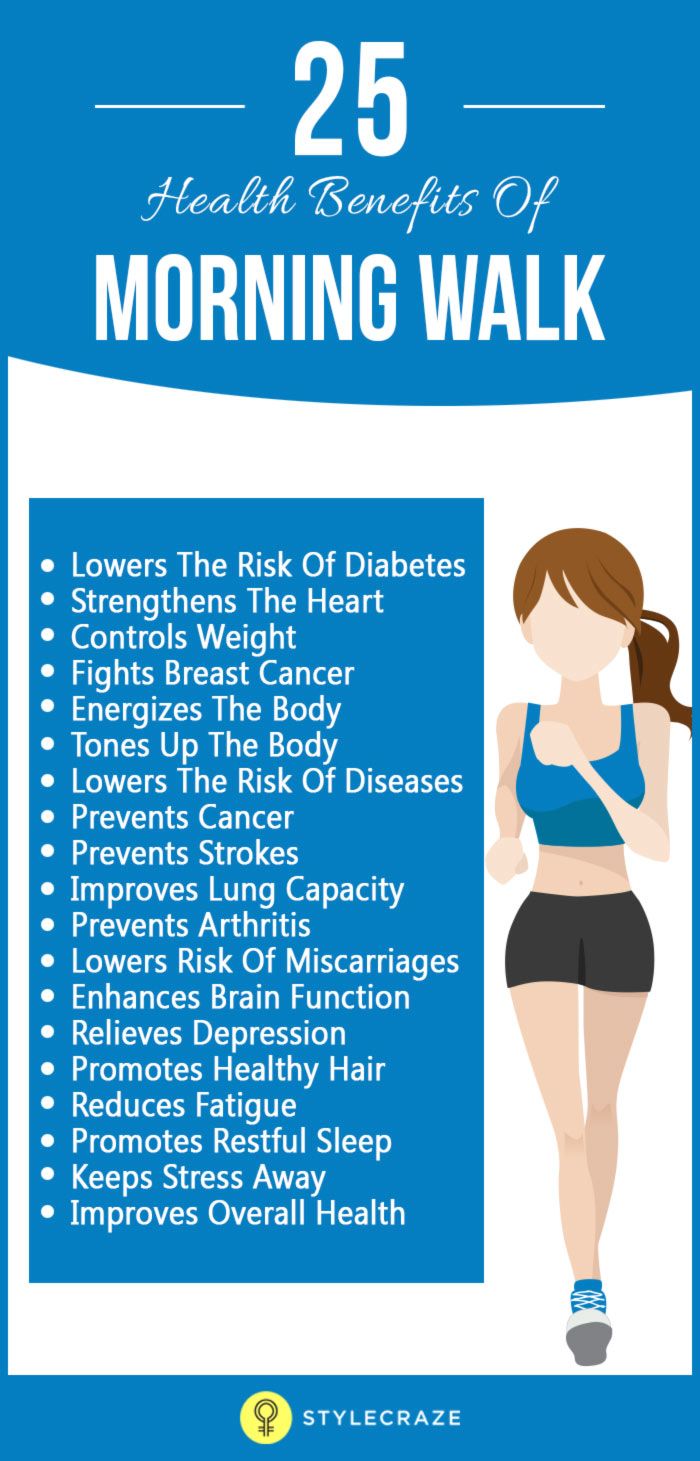 25
Health Benefits Of
MORNING WALK
• Lowers The Risk Of Diabetes
• Strengthens The Heart
• Controls Weight
• Fights Breast Cancer
• Energizes The Body
• Tones Up The Body
• Lowers The Risk Of Diseases
• Prevents Cancer
• Prevents Strokes
• Improves Lung Capacity
• Prevents Arthritis
• Lowers Risk Of Miscarriages
• Enhances Brain Function
• Relieves Depression
• Promotes Healthy Hair
• Reduces Fatigue
• Promotes Restful Sleep
• Keeps Stress Away
• Improves Overall Health
STYLECRAZE